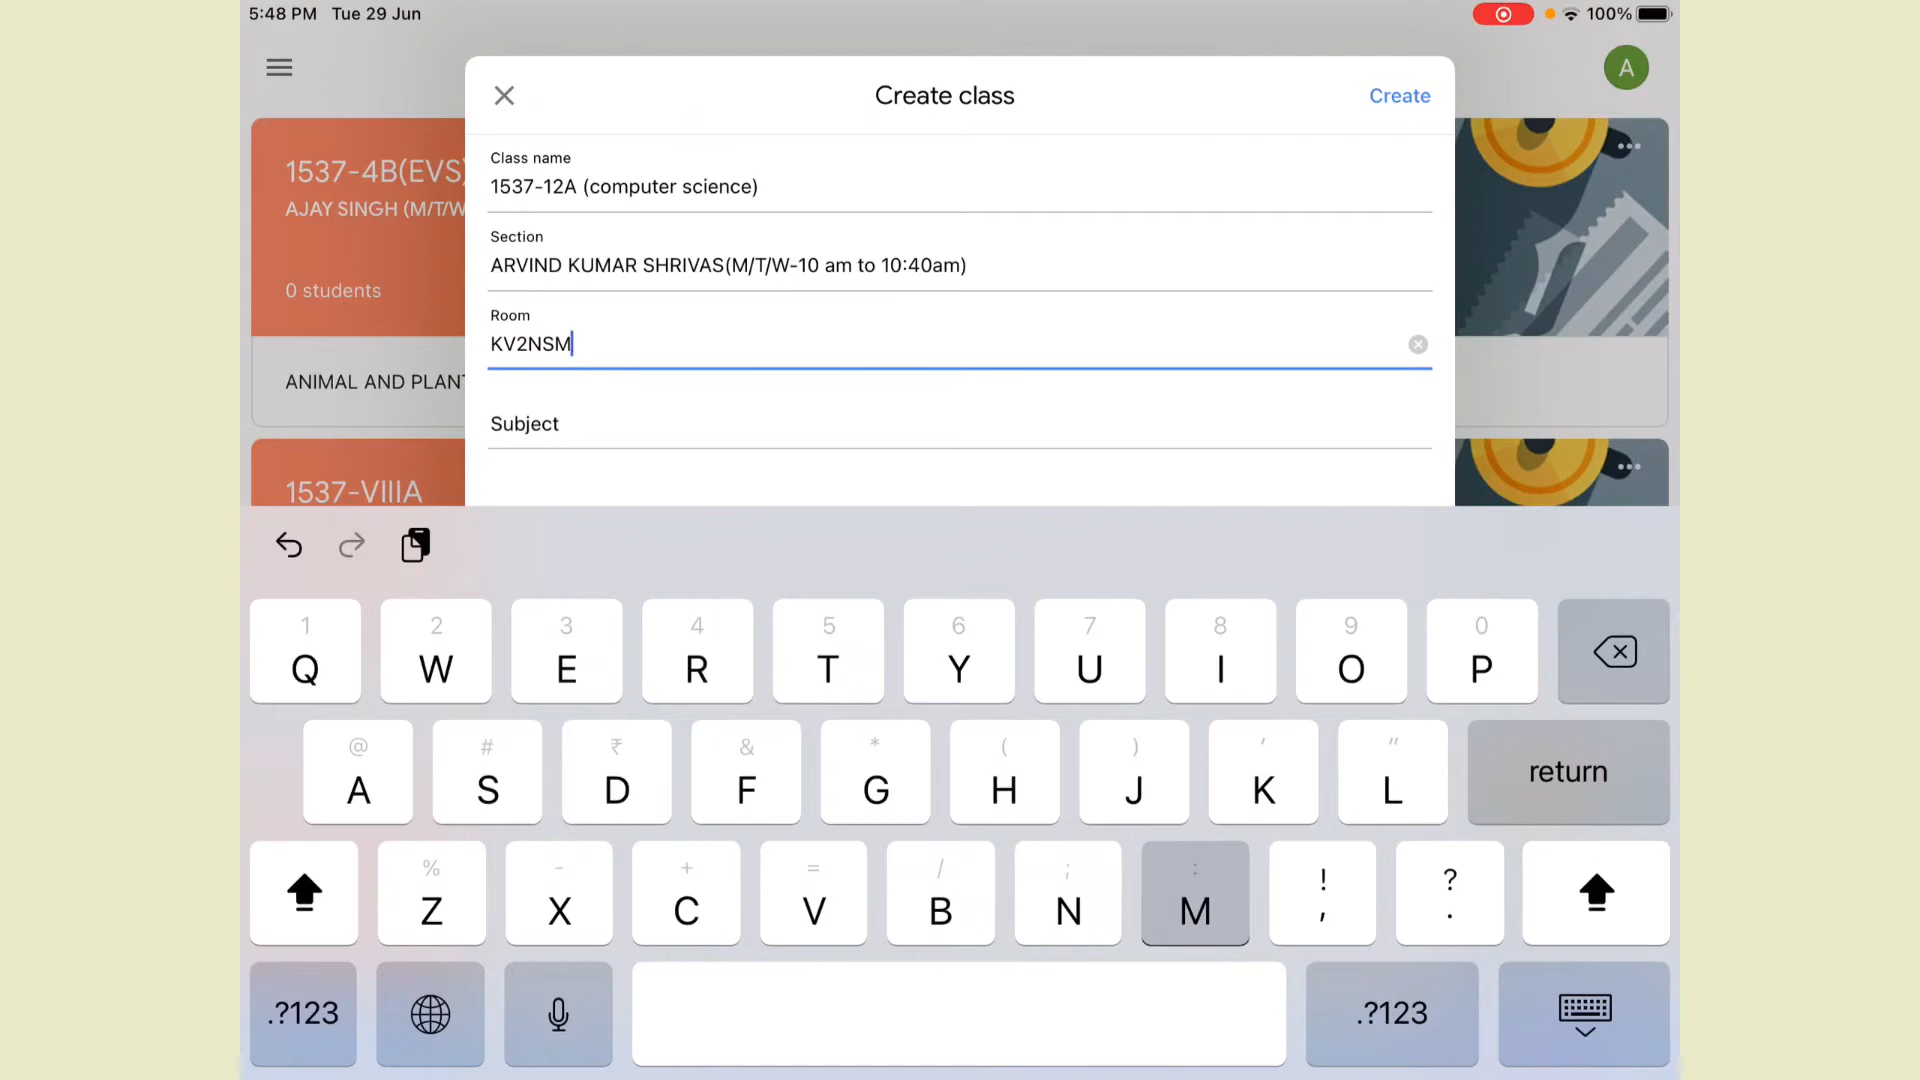 5:48 PM Tue 29 Jun
100%
A
Create class
Create
Class name
1537-12A (computer science)
Section
ARVIND KUMAR SHRIVAS(M/T/W-10 am to 10:40am)
Room
KV2NSM
Subject
1537-4B(EVS)
AJAY SINGH (M/T/W
0 students
ANIMAL AND PLANT
1537-VIIIA
1 2 3 4 5 6 7 8 9 0
Q W E R T Y U I O P
@ # ₹ & * ( ) ' "
A S D F G H J K L return
% - + = / ; : ! ?
Z X C V B N M , .
.?123 .?123